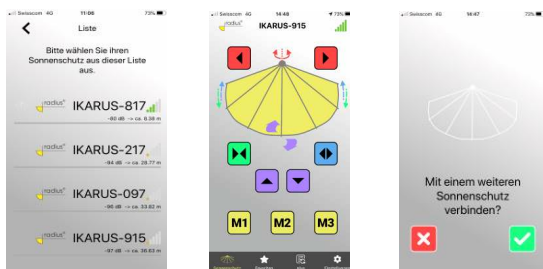 Swisscom 4G 11:06 73%
Liste
Bitte wählen Sie ihren
Sonnenschutz aus dieser Liste
aus.
radius IKARUS-817
-80 dB -> ca. 8.58 m
radius IKARUS-217
-94 dB -> ca. 28.77 m
radius IKARUS-097
-96 dB -> ca. 33.82 m
radius IKARUS-915
-97 dB -> ca. 36.63 m
Swisscom 4G 14:48 73%
radius IKARUS-915
M1 M2 M3
Sonnenschutz
Swisscom 4G 14:47 72%
Mit einem weiteren
Sonnenschutz
verbinden?